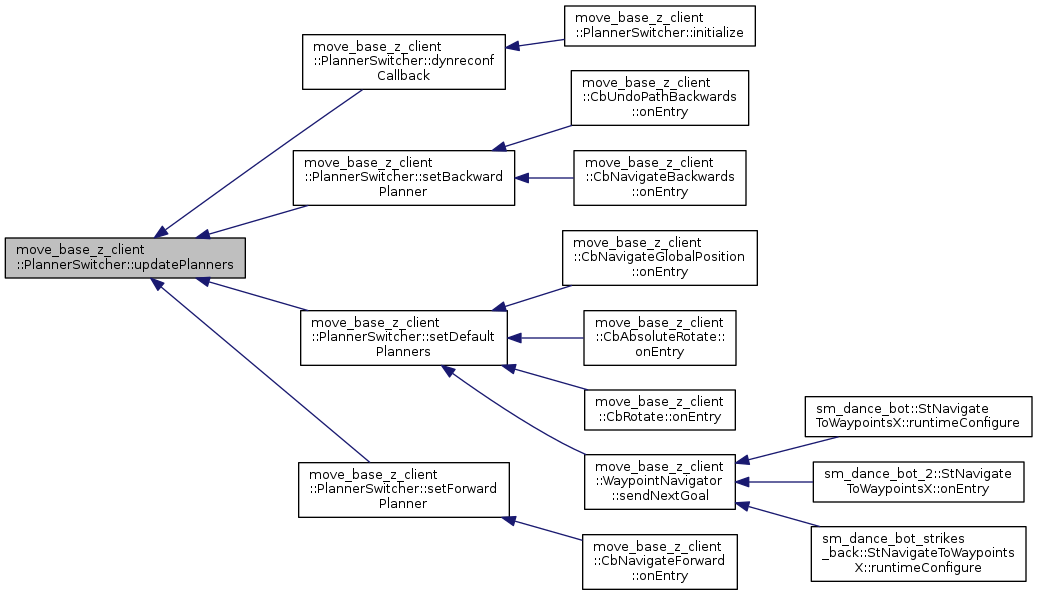 move_base_z_client
::PlannerSwitcher::initialize
move_base_z_client
::PlannerSwitcher::dynreconf
Callback
move_base_z_client
::CbUndoPathBackwards
::onEntry
move_base_z_client
::PlannerSwitcher::setBackward
Planner
move_base_z_client
::CbNavigateBackwards
::onEntry
move_base_z_client
::PlannerSwitcher::updatePlanners
move_base_z_client
::CbNavigateGlobalPosition
::onEntry
move_base_z_client
::PlannerSwitcher::setDefault
Planners
move_base_z_client
::CbAbsoluteRotate::
onEntry
move_base_z_client
::CbRotate::onEntry
sm_dance_bot::StNavigate
ToWaypointsX::runtimeConfigure
move_base_z_client
::WaypointNavigator
::sendNextGoal
sm_dance_bot_2::StNavigate
ToWaypointsX::onEntry
move_base_z_client
::PlannerSwitcher::setForward
Planner
sm_dance_bot_strikes
_back::StNavigateToWaypoints
X::runtimeConfigure
move_base_z_client
::CbNavigateForward
::onEntry